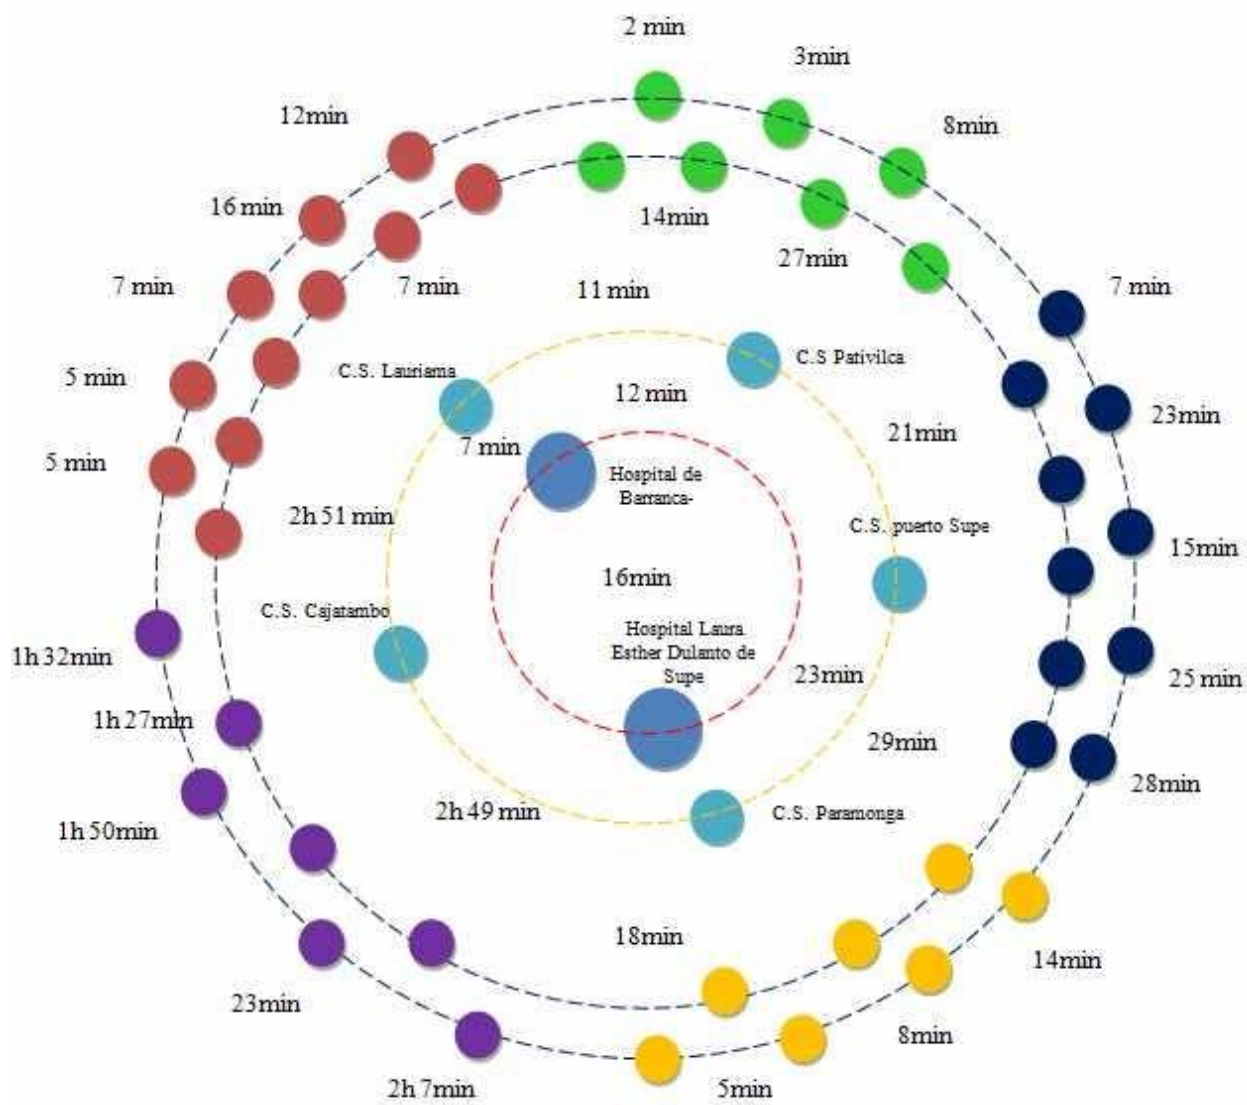 2 min
3min
8min
12min
16 min
14min
27min
7 min
7 min
7 min
11 min
C.S. Lauriama
C.S Pativilca
5 min
12 min
23min
21min
7 min
5 min
Hospital de
Barranca-
2h 51 min
C.S. puerto Supe
15min
16min
C.S. Cajatambo
Hospital Laura
Esther Dulanto de
Supe
1h 32min
23min
25 min
1h 27min
29min
28min
2h 49 min
C.S. Paramonga
1h 50min
18min
14min
23min
8min
2h 7min
5min